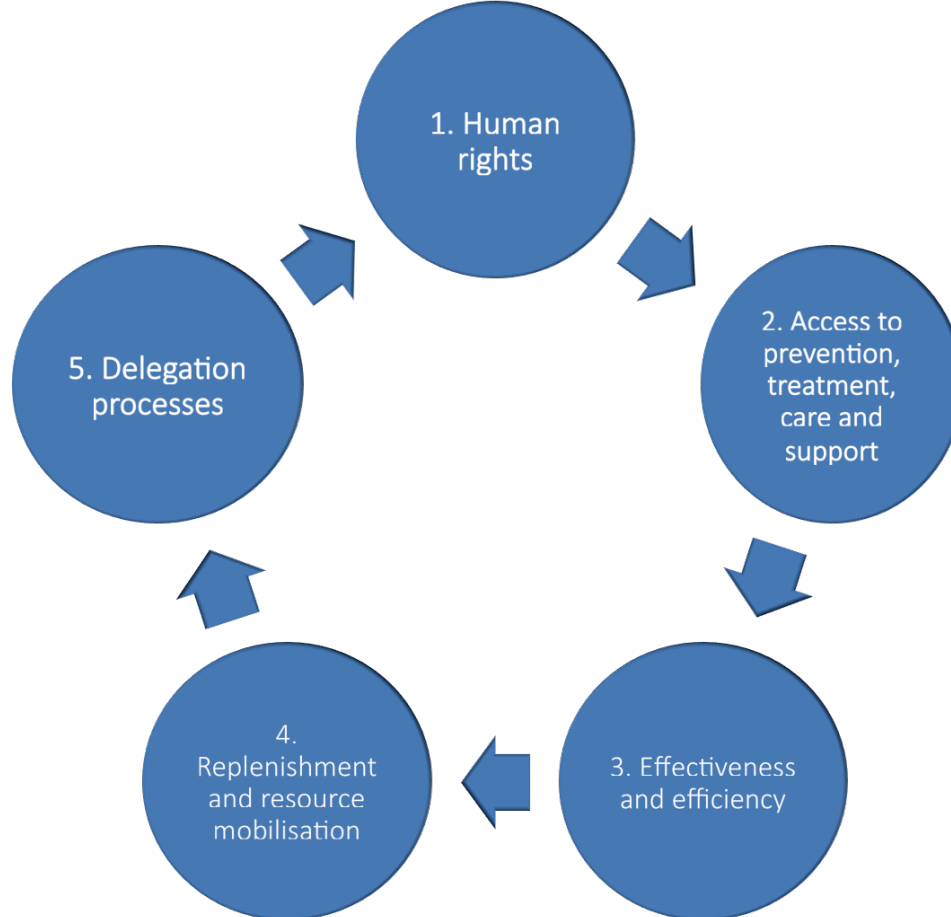 1. Human
rights
2. Access to
prevention,
treatment,
care and
support
3. Effectiveness
and efficiency
4.
Replenishment
and resource
mobilisation
5. Delegation
processes